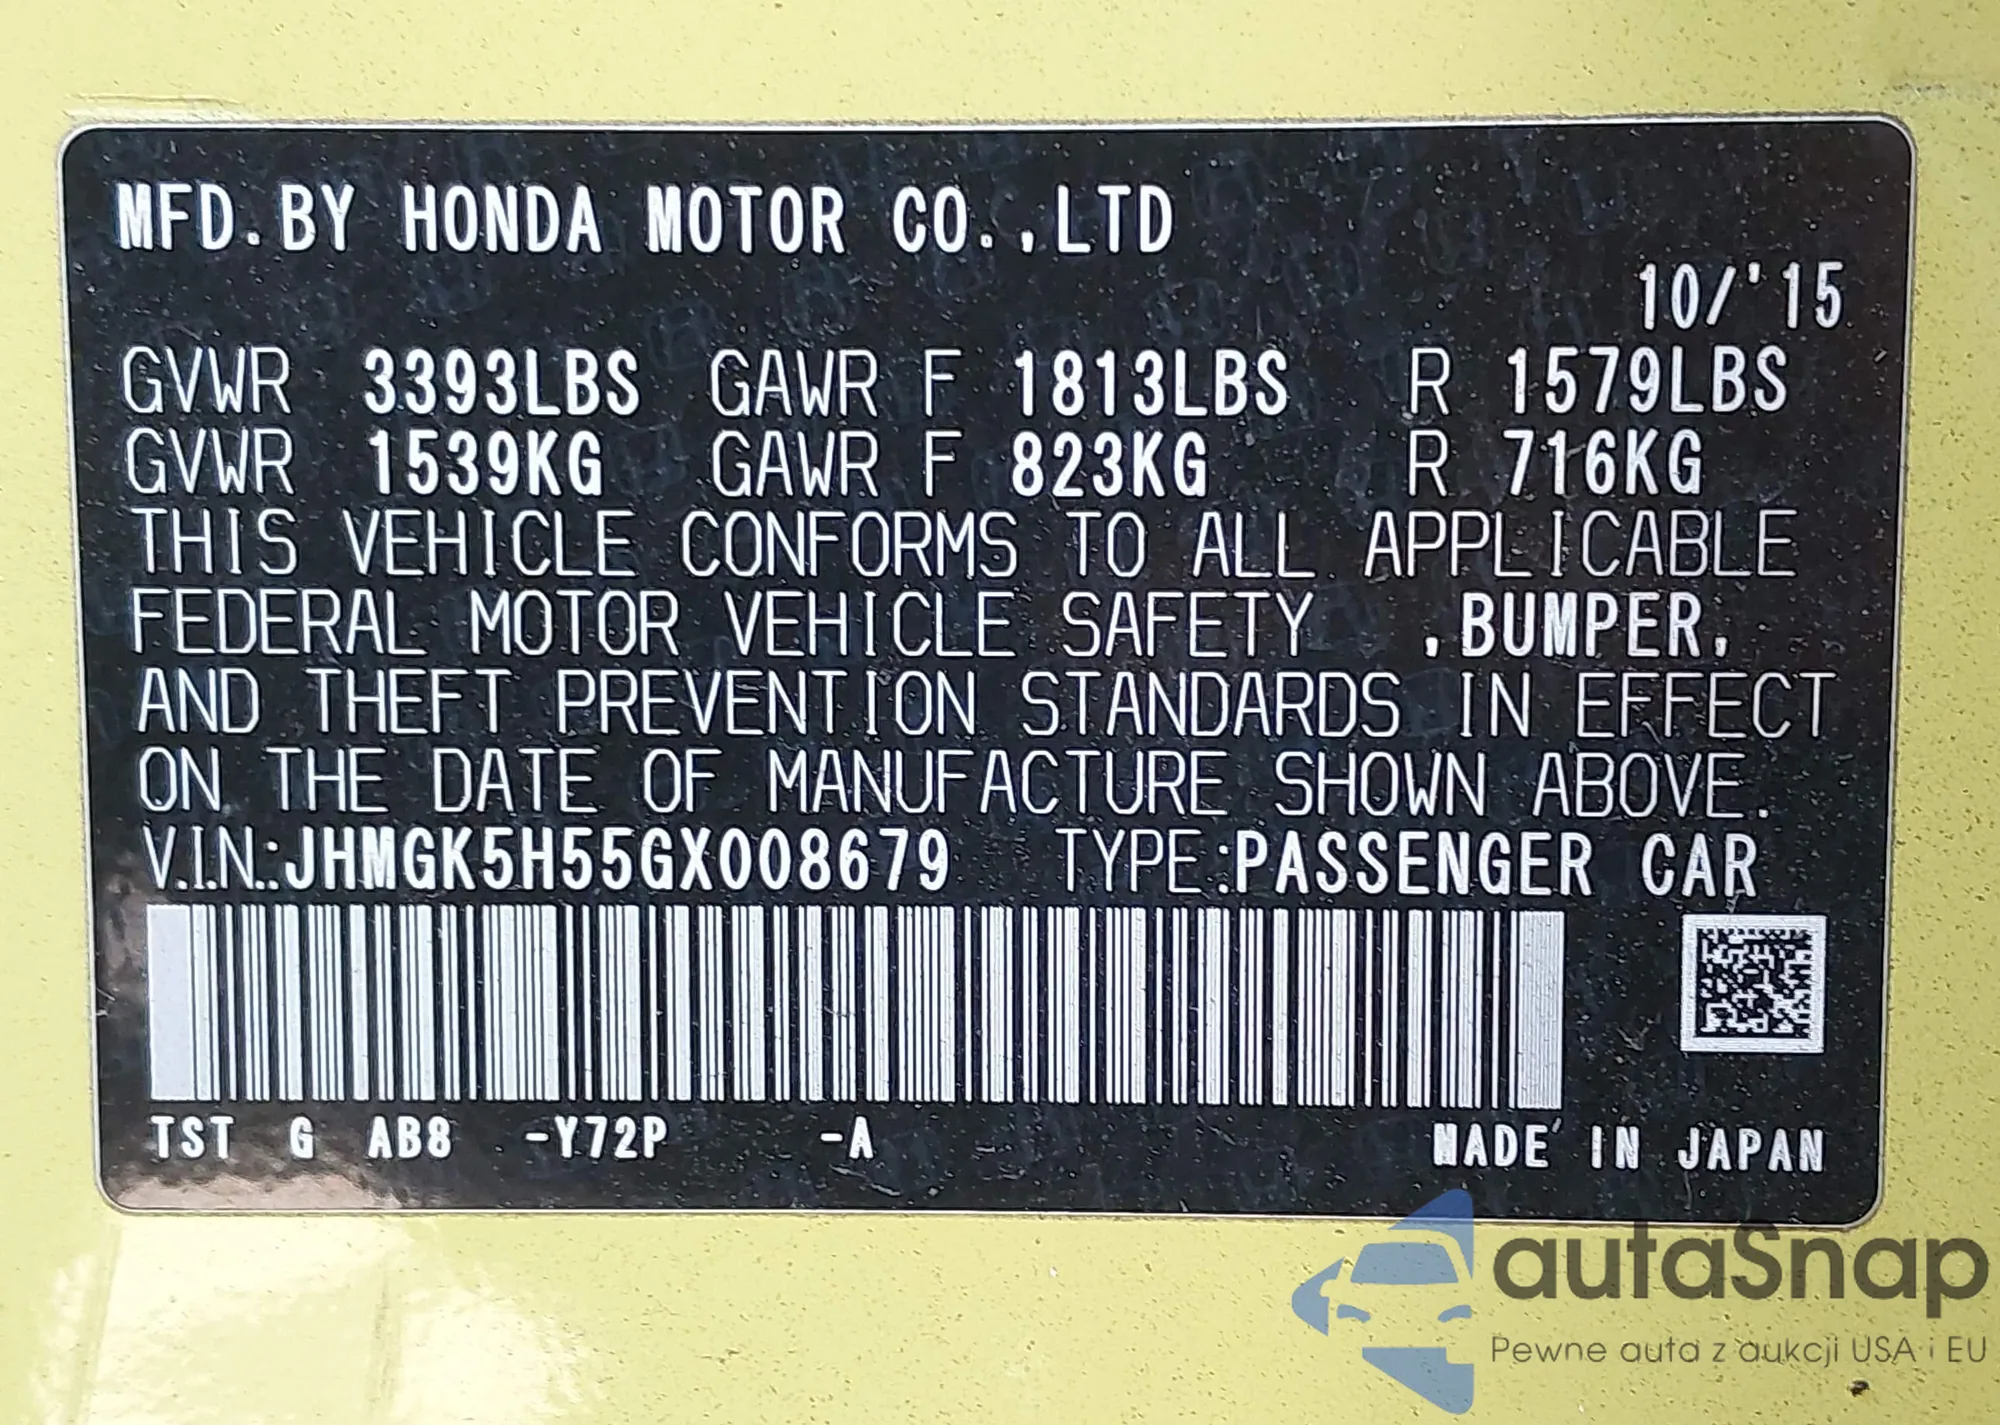 MFD.BY HONDA MOTOR CO.,LTD
10/'15
GVWR 3393LBS GAWR F 1813LBS R 1579LBS
GVWR 1539KG GAWR F 823KG R 716KG
THIS VEHICLE CONFORMS TO ALL APPLICABLE
FEDERAL MOTOR VEHICLE SAFETY ,BUMPER,
AND THEFT PREVENTION STANDARDS IN EFFECT
ON THE DATE OF MANUFACTURE SHOWN ABOVE.
V.I.N.:JHMGK5H55GX008679 TYPE:PASSENGER CAR
TST G AB8 -Y72P -A MADE IN JAPAN
autaSnap
Pewne auta z aukcji USA i EU